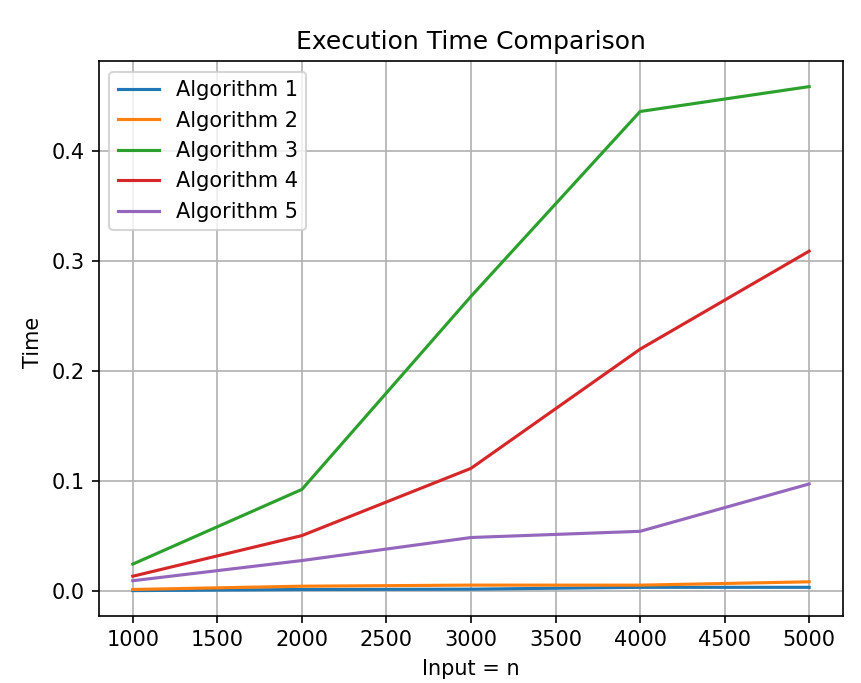 Execution Time Comparison
Algorithm 1
Algorithm 2
Algorithm 3
Algorithm 4
Algorithm 5
0.4
0.3
0.2
0.1
0.0
Time
1000 1500 2000 2500 3000 3500 4000 4500 5000
Input = n